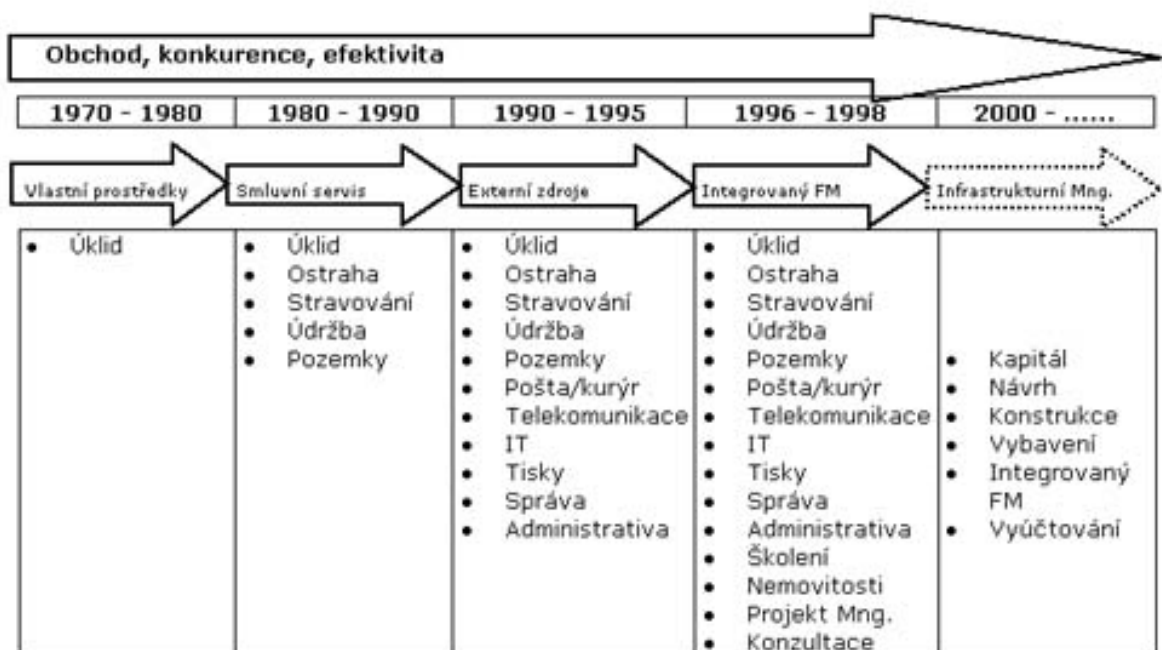 Obchod, konkurence, efektivita
1970 - 1980
1980 - 1990
1990 - 1995
1996 - 1998
2000 - ......
Vlastní prostředky
Smluvní servis
Externí zdroje
Integrovaný FM
Infrastrukturní Mng.
• Úklid
• Úklid
• Ostraha
• Stravování
• Údržba
• Pozemky
• Úklid
• Ostraha
• Stravování
• Údržba
• Pozemky
• Pošta/kurýr
• Telekomunikace
• IT
• Tisky
• Správa
• Administrativa
• Úklid
• Ostraha
• Stravování
• Údržba
• Pozemky
• Pošta/kurýr
• Telekomunikace
• IT
• Tisky
• Správa
• Administrativa
• Školení
• Nemovitosti
• Projekt Mng.
• Konzultace
• Kapitál
• Návrh
• Konstrukce
• Vybavení
• Integrovaný
FM
• Vyúčtování